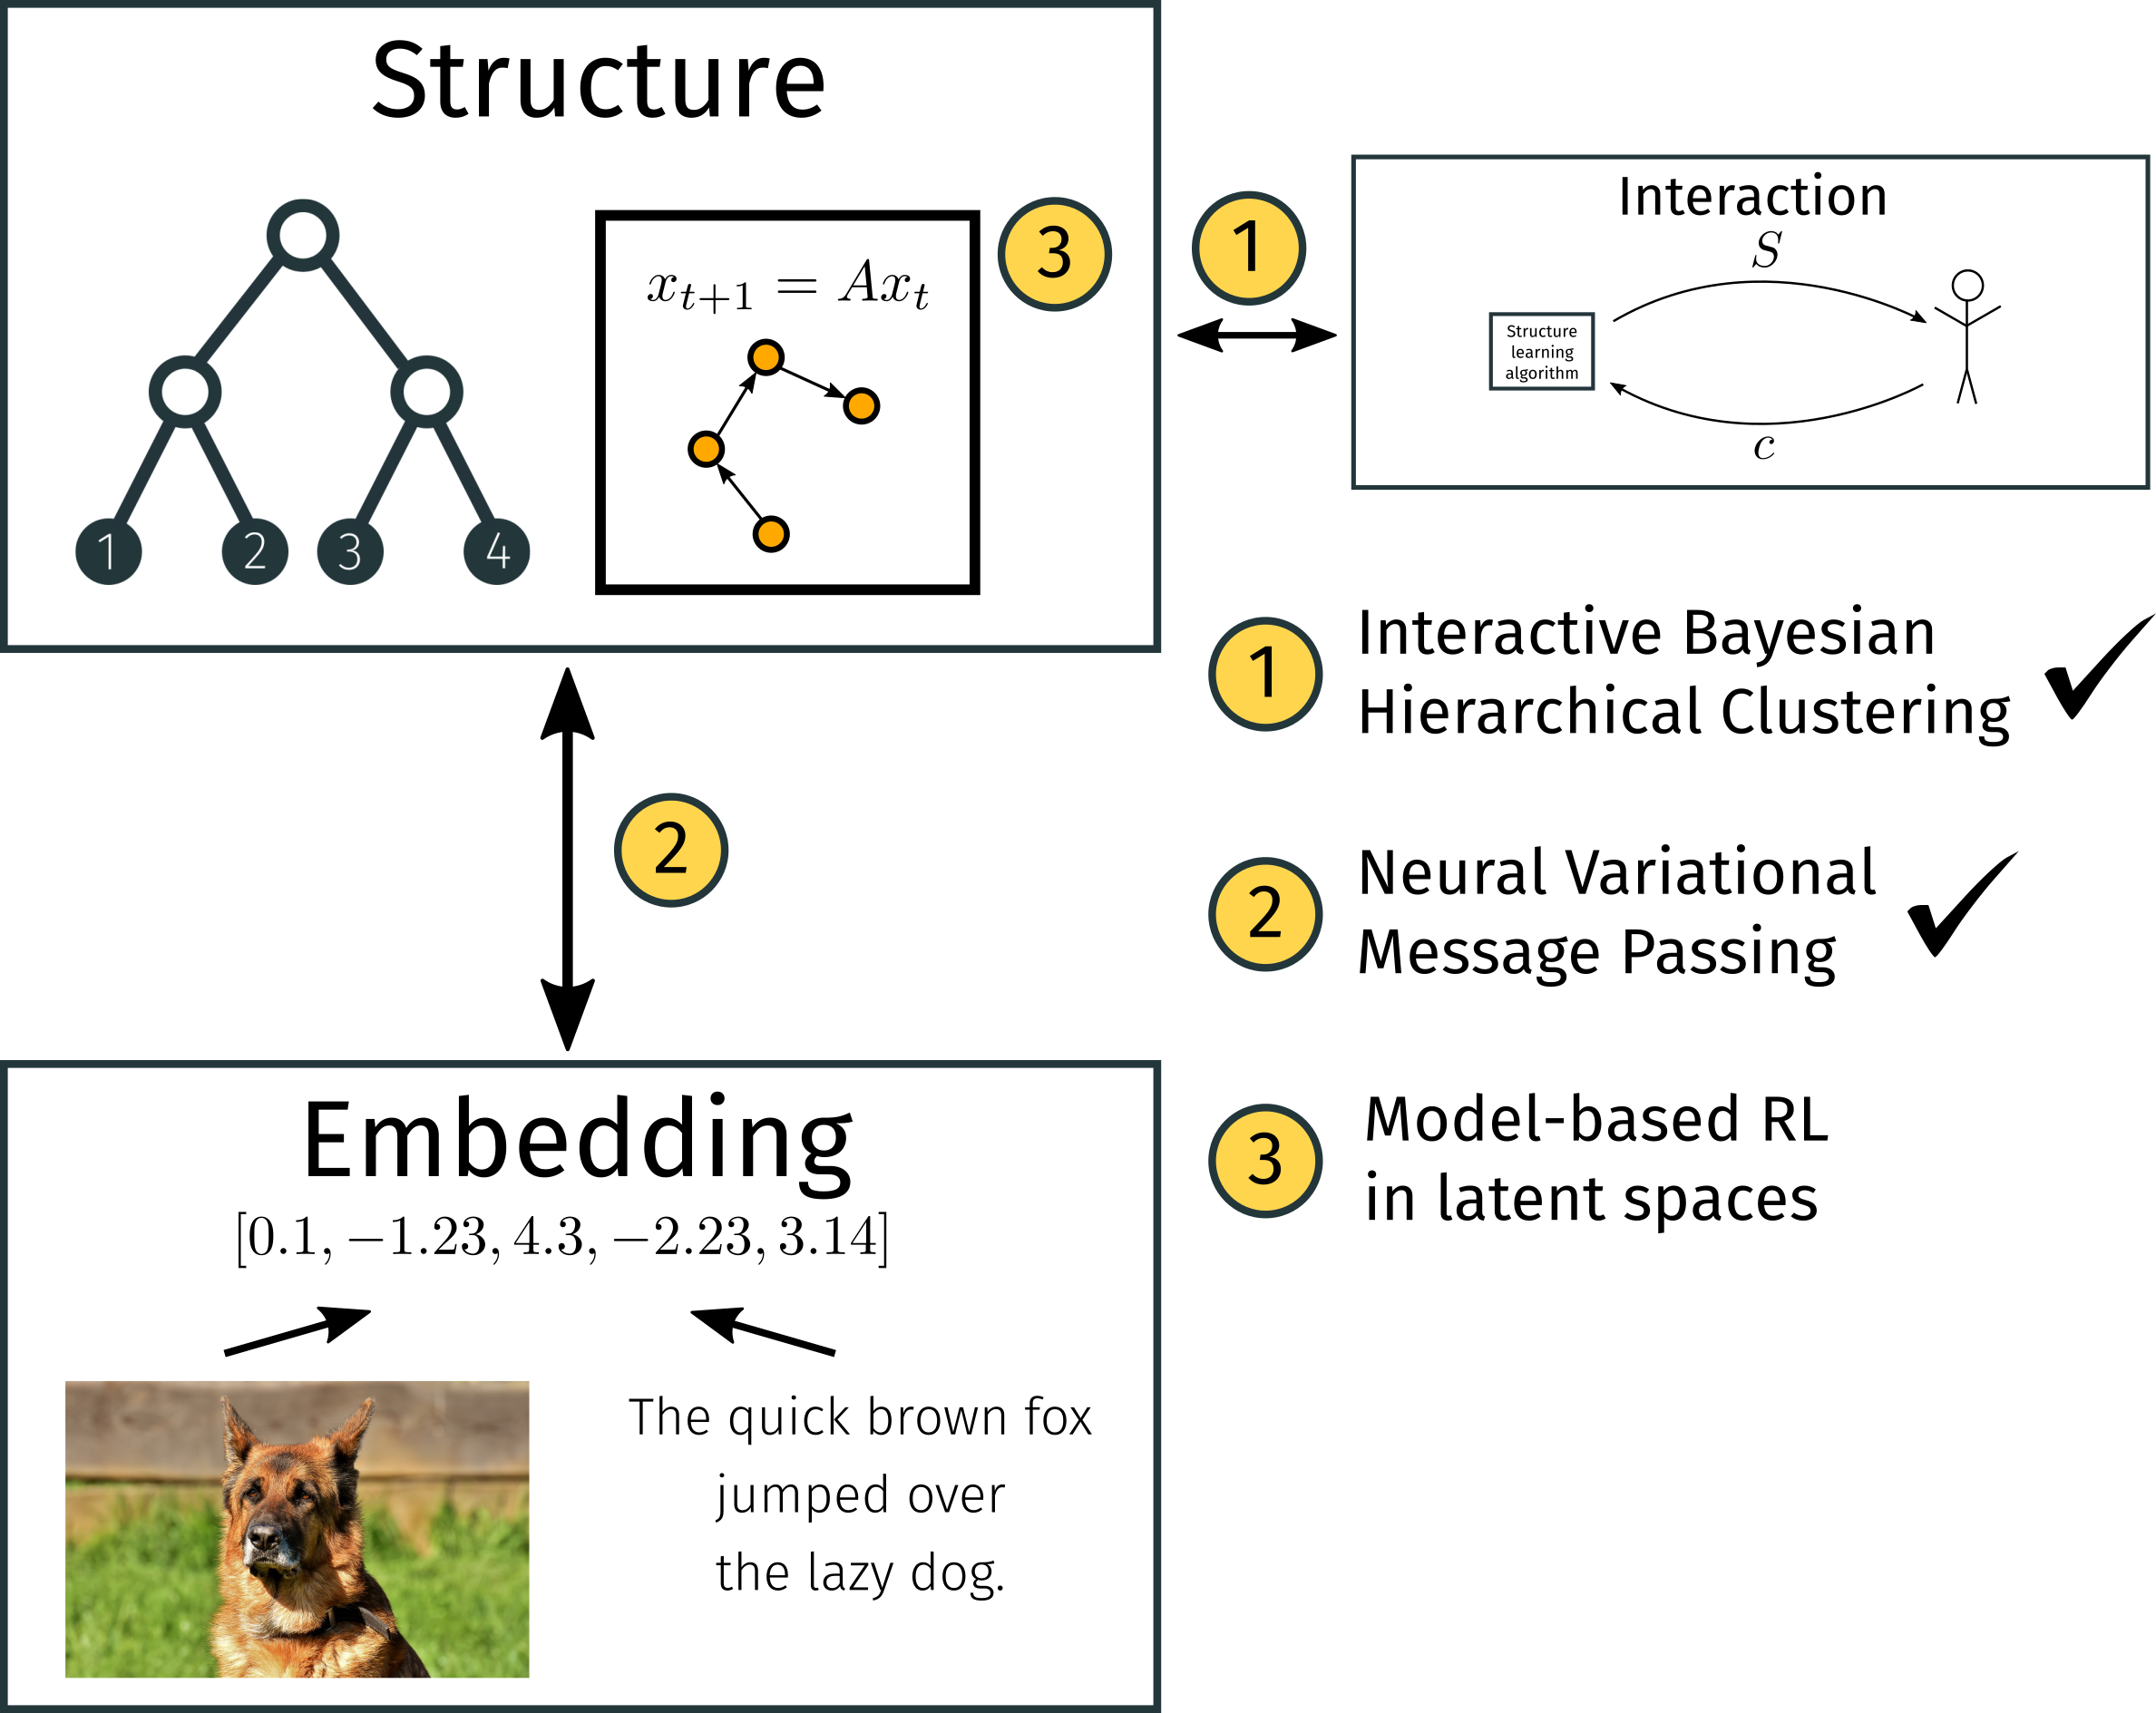 Structure
1
2
3
4
x_{t+1} = Ax_t
3
1
Interaction
S
Structure
learning
algorithm
c
2
1
Interactive Bayesian
Hierarchical Clustering
2
Neural Variational
Message Passing
3
Model-based RL
in latent spaces
Embedding
[0.1, −1.23, 4.3, −2.23, 3.14]
The quick brown fox
jumped over
the lazy dog.